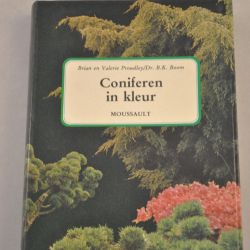 Brian en Valerie Proudley/Dr. B.K. Boom
Coniferen
in kleur
MOUSSAULT